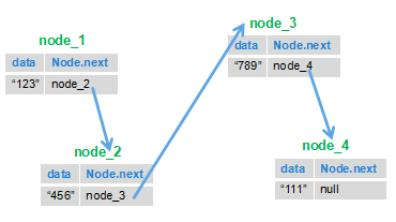 node_1
data Node.next
“123” node_2
node_2
data Node.next
“456” node_3
node_3
data Node.next
“789” node_4
node_4
data Node.next
“111” null